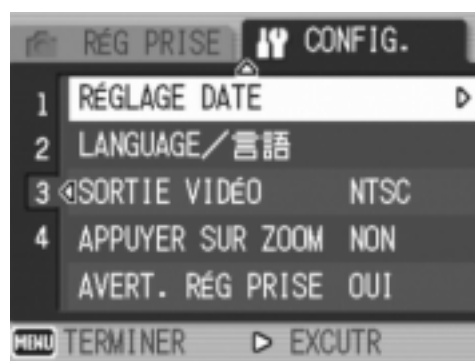 RÉG PRISE CONFIG.
1 RÉGLAGE DATE
2 LANGUAGE/言語
3 SORTIE VIDÉO NTSC
4 APPUYER SUR ZOOM NON
AVERT. RÉG PRISE OUI
MENU TERMINER EXCUTR